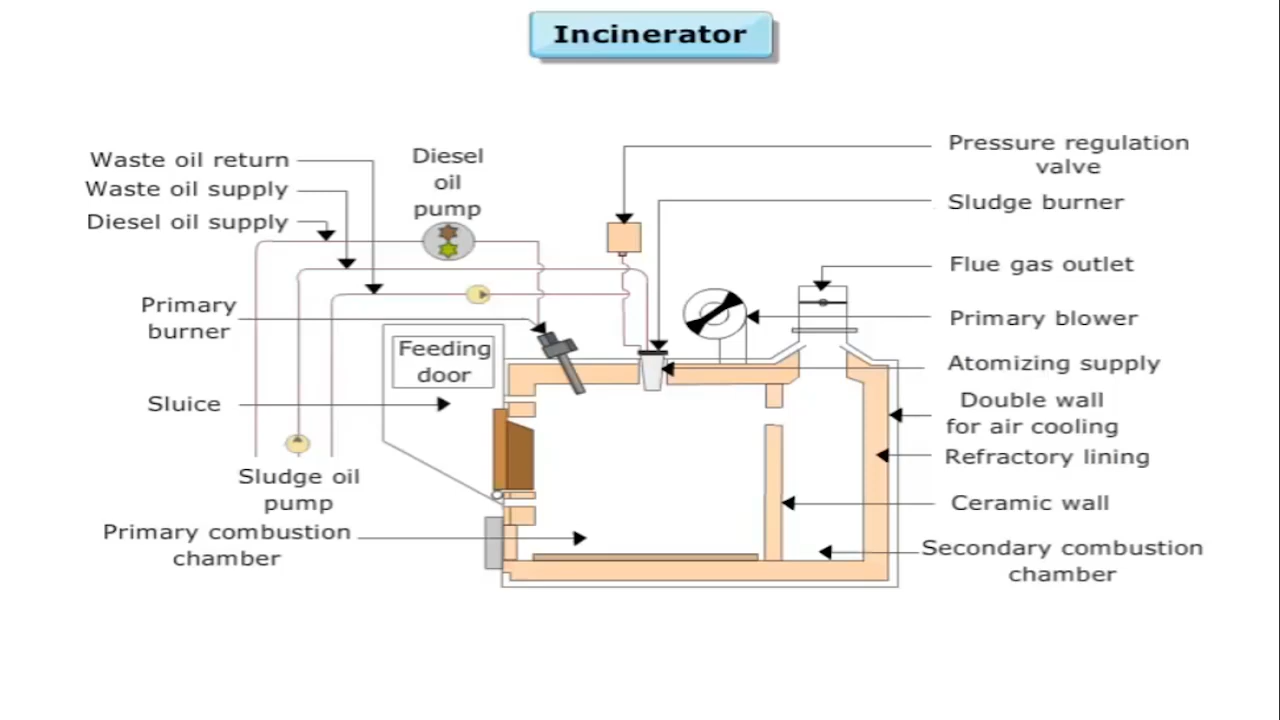 Incinerator
Waste oil return
Waste oil supply
Diesel oil supply
Diesel
oil
pump
Primary
burner
Feeding
door
Sluice
Sludge oil
pump
Primary combustion
chamber
Pressure regulation
valve
Sludge burner
Flue gas outlet
Primary blower
Atomizing supply
Double wall
for air cooling
Refractory lining
Ceramic wall
Secondary combustion
chamber